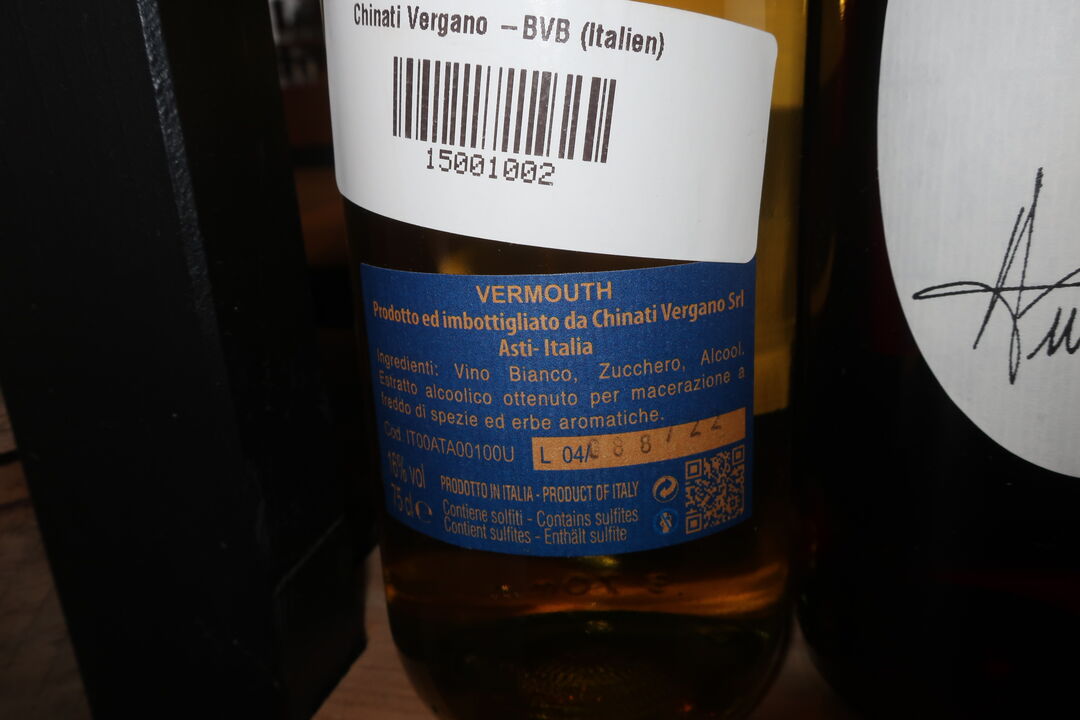 Chinati Vergano - BVB (Italien)
15001002
VERMOUTH
Prodotto ed imbottigliato da Chinati Vergano Srl
Asti- Italia
Ingredienti: Vino Bianco, Zucchero, Alcool.
Estratto alcoolico ottenuto per macerazione a
freddo di spezie ed erbe aromatiche.
Cod. IT00ATA00100U
L 04/ 88/22
16% vol
75 cl e
PRODOTTO IN ITALIA - PRODUCT OF ITALY
Contiene solfiti - Contains sulfites
Contient sulfites - Enthält sulfite